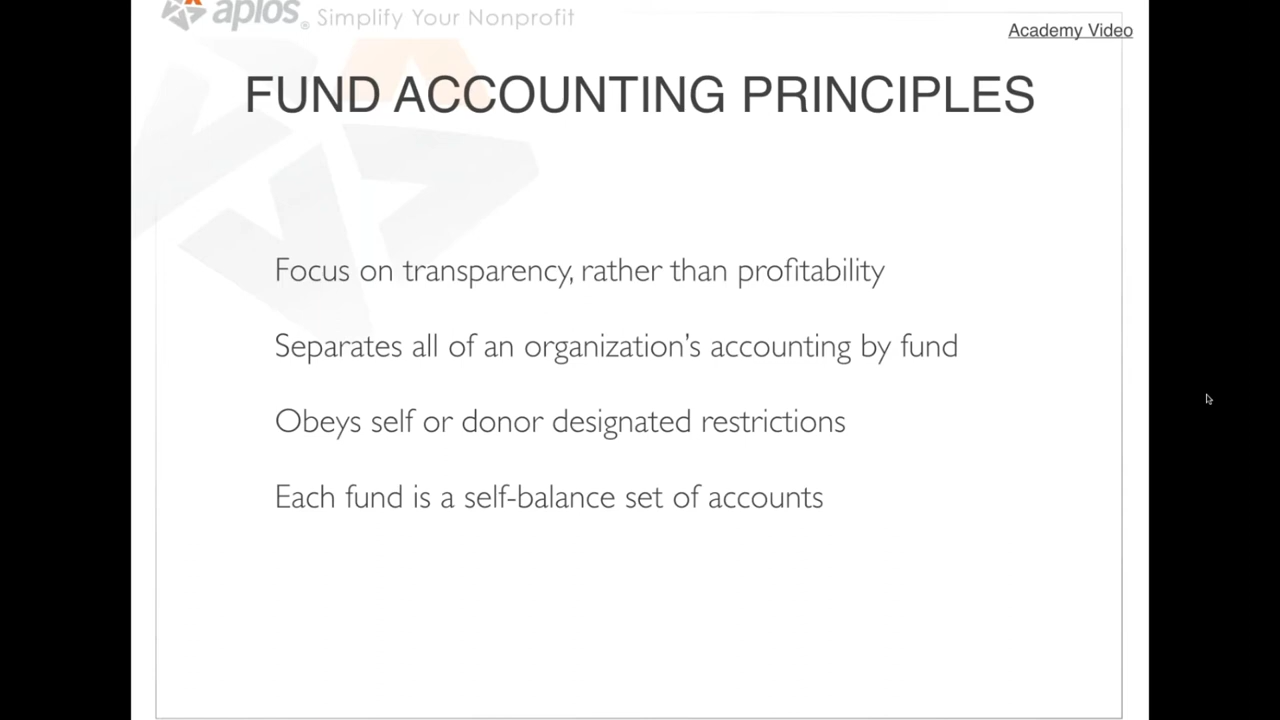 aplos® Simplify Your Nonprofit
Academy Video
FUND ACCOUNTING PRINCIPLES
Focus on transparency, rather than profitability
Separates all of an organization’s accounting by fund
Obeys self or donor designated restrictions
Each fund is a self-balance set of accounts